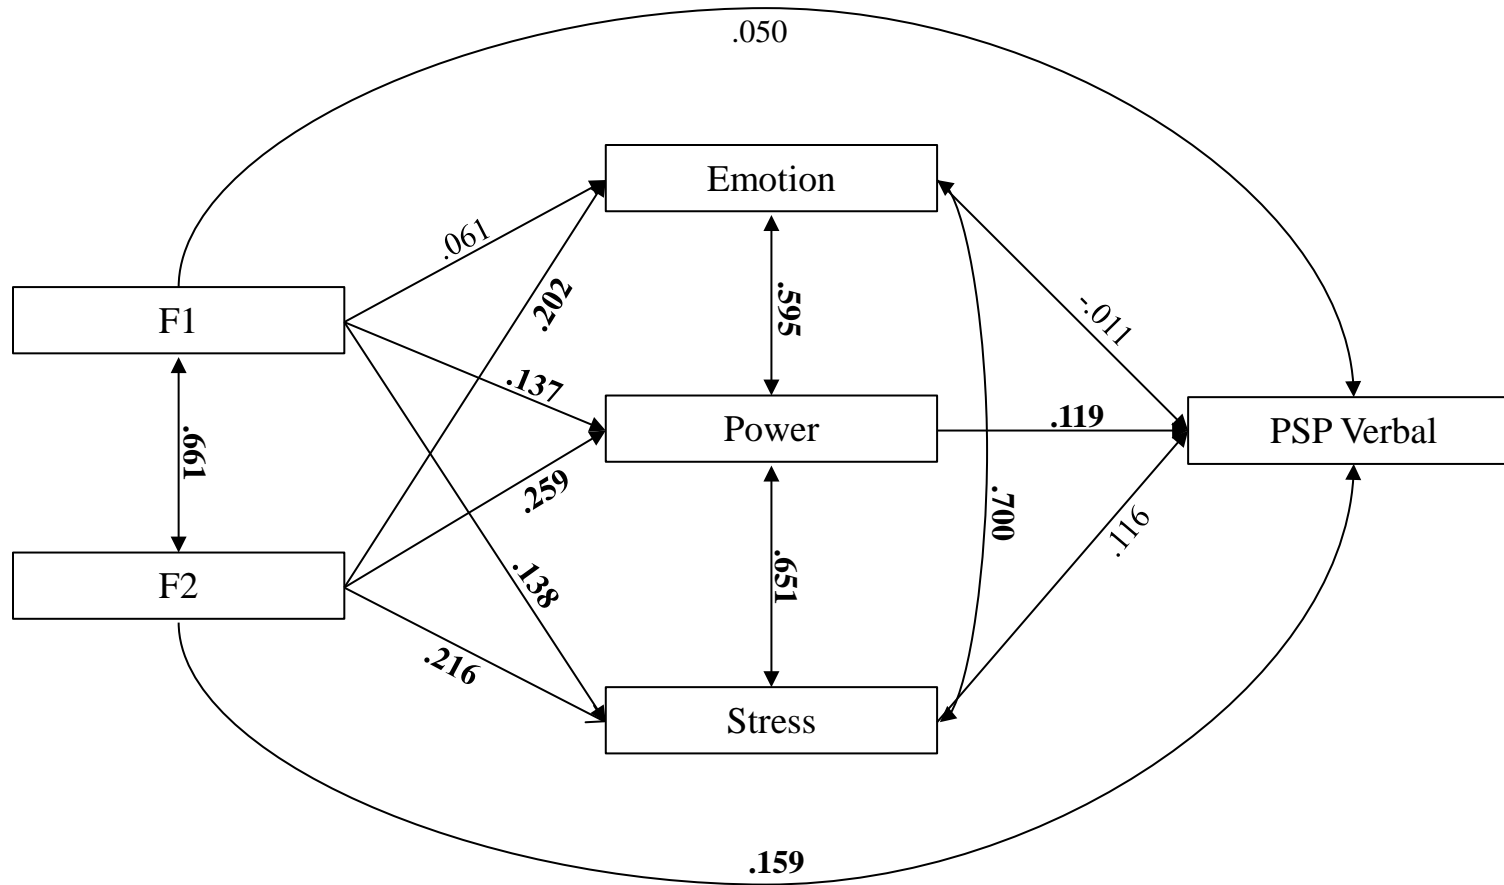 .050
Emotion
.061
.202
F1
.595
-.011
.137
Power
.119
PSP Verbal
.661
.259
.700
.116
F2
.138
.651
.216
Stress
.159